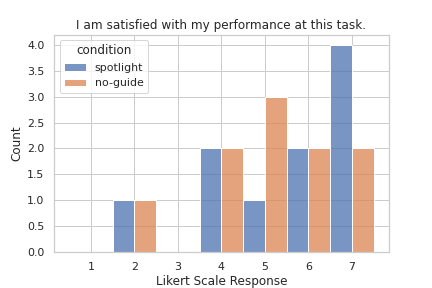 I am satisfied with my performance at this task.
condition
spotlight
no-guide
4.0
3.5
3.0
2.5
2.0
1.5
1.0
0.5
0.0
Count
1 2 3 4 5 6 7
Likert Scale Response